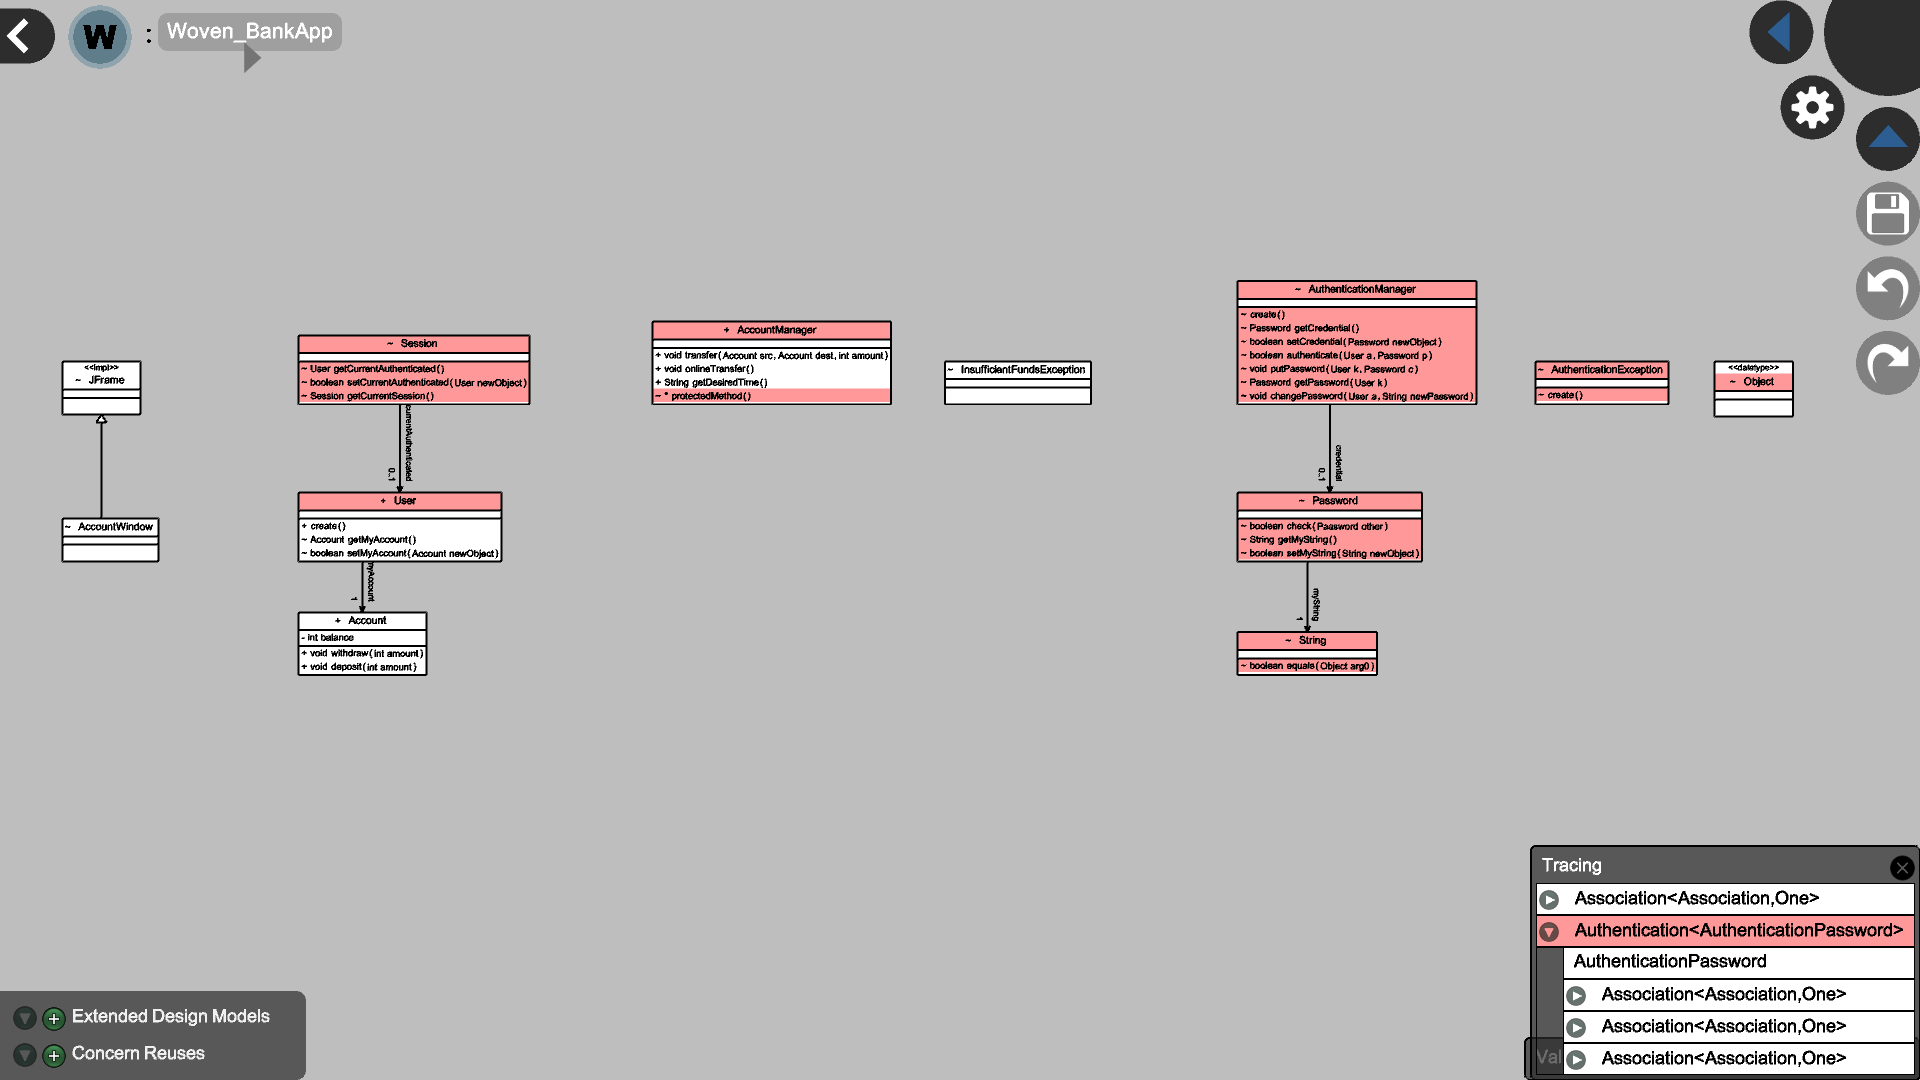 W : Woven_BankApp
<<impl>>
~ JFrame
~ AccountWindow
~ Session
~ User getCurrentAuthenticated()
~ boolean setCurrentAuthenticated(User newObject)
~ Session getCurrentSession()
currentAuthenticated
0..1
+ User
+ create()
~ Account getMyAccount()
~ boolean setMyAccount(Account newObject)
myAccount
1
+ Account
- int balance
+ void withdraw(int amount)
+ void deposit(int amount)
+ AccountManager
+ void transfer(Account src, Account dest, int amount)
+ void onlineTransfer()
+ String getDesiredTime()
~ * protectedMethod()
~ InsufficientFundsException
~ AuthenticationManager
~ create()
~ Password getCredential()
~ boolean setCredential(Password newObject)
~ boolean authenticate(User a, Password p)
~ void putPassword(User k, Password c)
~ Password getPassword(User k)
~ void changePassword(User a, String newPassword)
credential
0..1
~ Password
~ boolean check(Password other)
~ String getMyString()
~ boolean setMyString(String newObject)
myString
1
~ String
~ boolean equals(Object arg0)
~ AuthenticationException
~ create()
<<datatype>>
~ Object
Extended Design Models
Concern Reuses
Tracing
Association<Association,One>
Authentication<AuthenticationPassword>
AuthenticationPassword
Association<Association,One>
Association<Association,One>
Val
Association<Association,One>